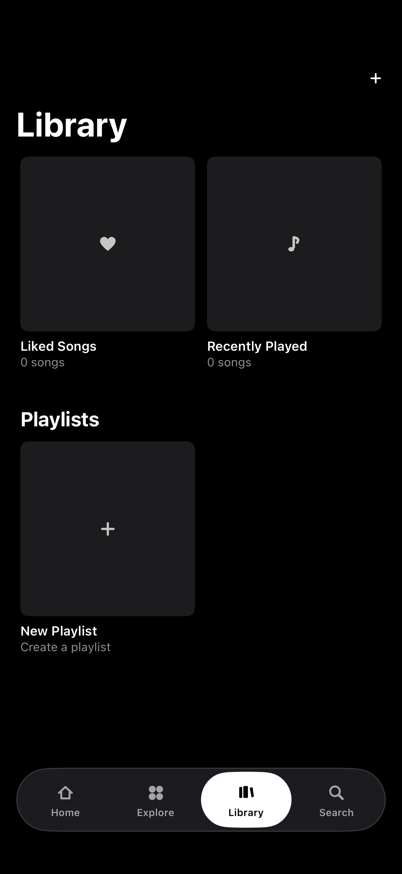 Library
Liked Songs
0 songs
Recently Played
0 songs
Playlists
New Playlist
Create a playlist
Home
Explore
Library
Search